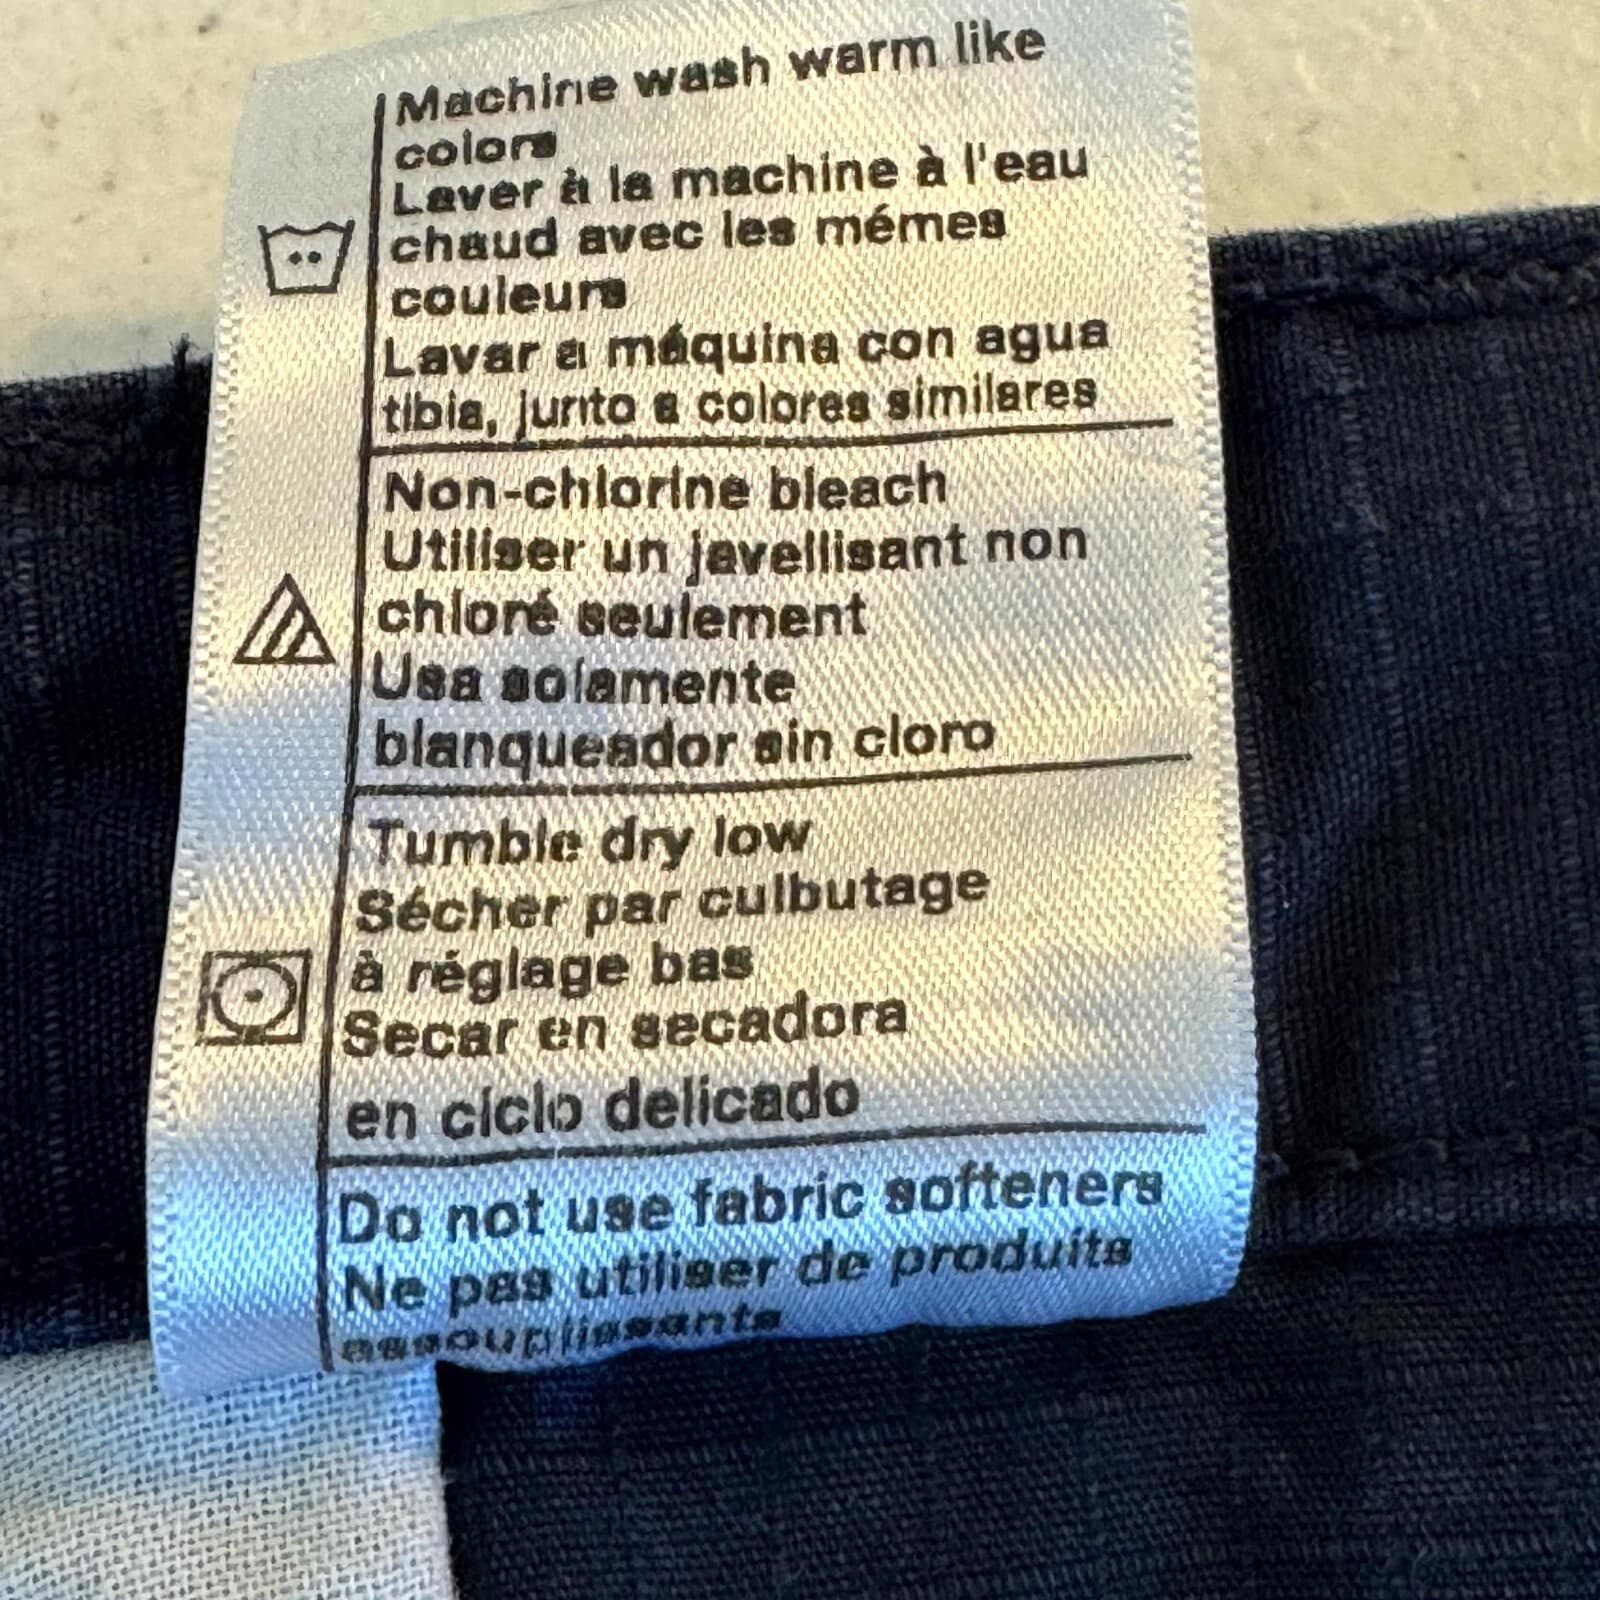 Machine wash warm like
colors
Laver à la machine à l'eau
chaud avec les mémes
couleurs
Lavar a máquina con agua
tibia, junto a colores similares
Non-chlorine bleach
Utiliser un javellisant non
chloré seulement
Usa solamente
blanqueador sin cloro
Tumble dry low
Sécher par culbutage
à réglage bas
Secar en secadora
en ciclo delicado
Do not use fabric softeners
Ne pas utiliser de produits
assouplissants